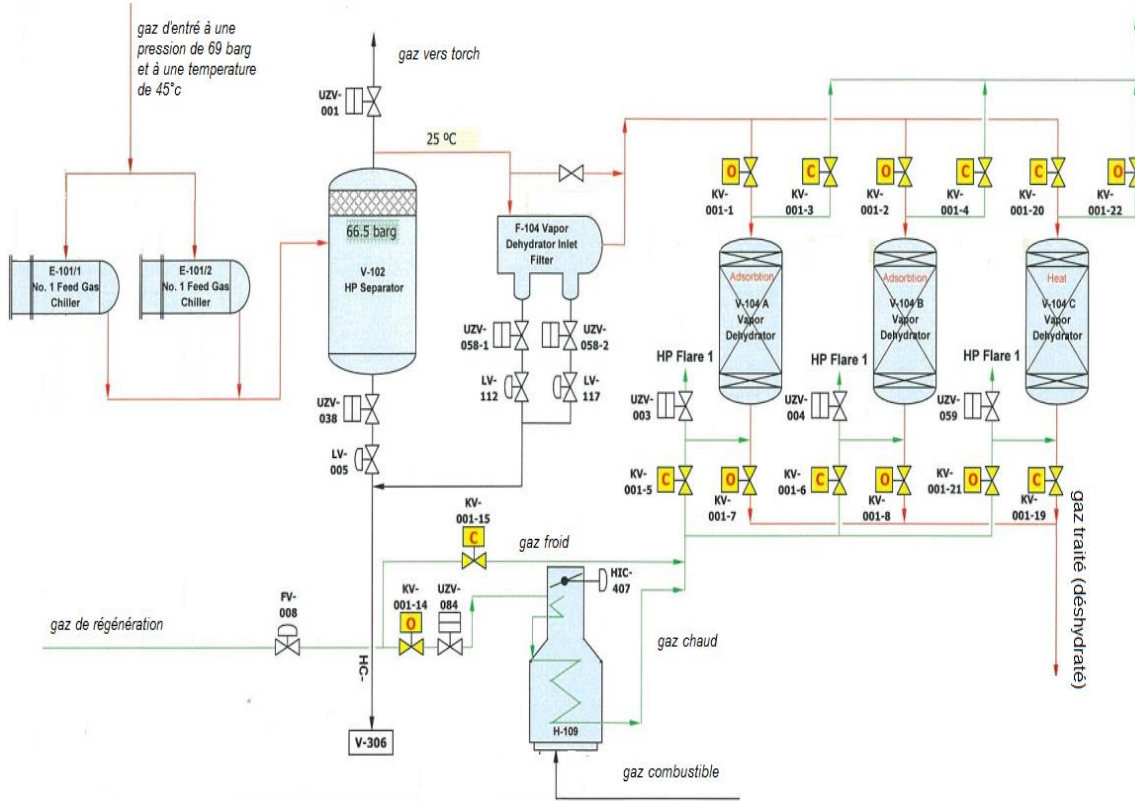 gaz d'entré à une
pression de 69 barg
et à une temperature
de 45°c
gaz vers torch
UZV-
001
25 ºC
66.5 barg
V-102
HP Separator
E-101/1
No. 1 Feed Gas
Chiller
E-101/2
No. 1 Feed Gas
Chiller
F-104 Vapor
Dehydrator Inlet
Filter
UZV-
058-1
UZV-
058-2
LV-
112
LV-
117
UZV-
038
LV-
005
O
KV-
001-1
C
KV-
001-3
O
KV-
001-2
C
KV-
001-4
C
KV-
001-20
O
KV-
001-22
Adsorbtion
V-104 A
Vapor
Dehydrator
Adsorbtion
V-104 B
Vapor
Dehydrator
Heat
V-104 C
Vapor
Dehydrator
HP Flare 1
HP Flare 1
HP Flare 1
UZV-
003
UZV-
004
UZV-
059
C
KV-
001-5
O
KV-
001-7
C
KV-
001-6
O
KV-
001-8
O
KV-
001-21
C
KV-
001-19
gaz traité (déshydraté)
KV-
001-15
C
gaz froid
FV-
008
KV-
001-14
O
UZV-
084
HIC-
407
gaz de régénération
gaz chaud
HC-
H-109
V-306
gaz combustible